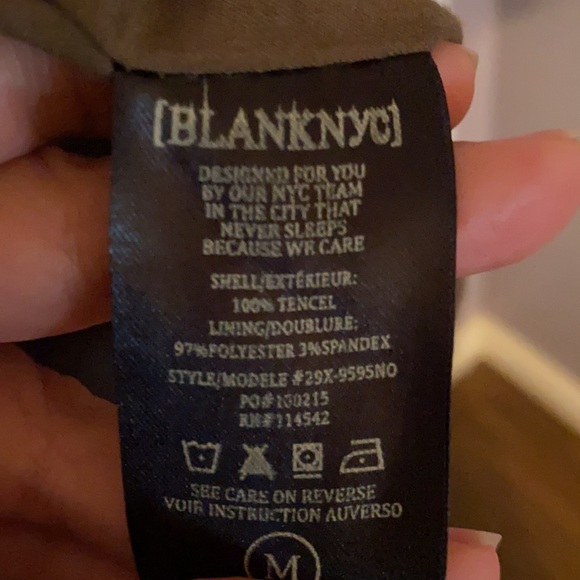 [BLANKNYC]
DESIGNED FOR YOU
BY OUR NYC TEAM
IN THE CITY THAT
NEVER SLEEPS
BECAUSE WE CARE
SHELL/EXTÉRIEUR:
100% TENCEL
LINING/DOUBLURE:
97%POLYESTER 3%SPANDEX
STYLE/MODELE #29X-9595NO
PO#100215
RN#114542
SEE CARE ON REVERSE
VOIR INSTRUCTION AUVERSO
M